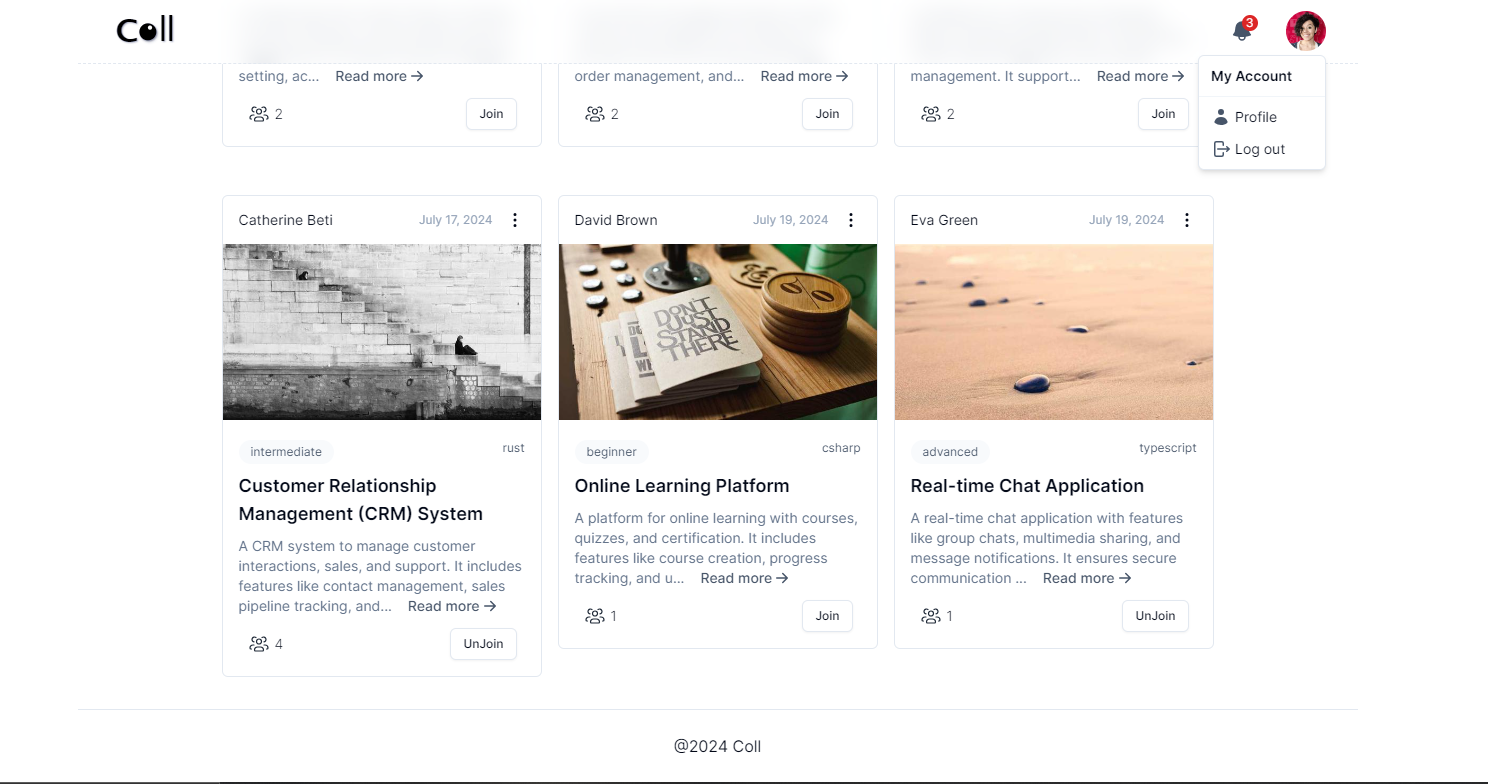 Coll
3
setting, ac... Read more →
order management, and... Read more →
management. It support... Read more →
My Account
Profile
Log out
2
Join
2
Join
2
Join
Catherine Beti
July 17, 2024
David Brown
July 19, 2024
Eva Green
July 19, 2024
DON'T
JUST
STAND
THERE
intermediate
rust
Customer Relationship
Management (CRM) System
A CRM system to manage customer
interactions, sales, and support. It includes
features like contact management, sales
pipeline tracking, and... Read more →
4
UnJoin
beginner
csharp
Online Learning Platform
A platform for online learning with courses,
quizzes, and certification. It includes
features like course creation, progress
tracking, and u... Read more →
1
Join
advanced
typescript
Real-time Chat Application
A real-time chat application with features
like group chats, multimedia sharing, and
message notifications. It ensures secure
communication ... Read more →
1
UnJoin
@2024 Coll